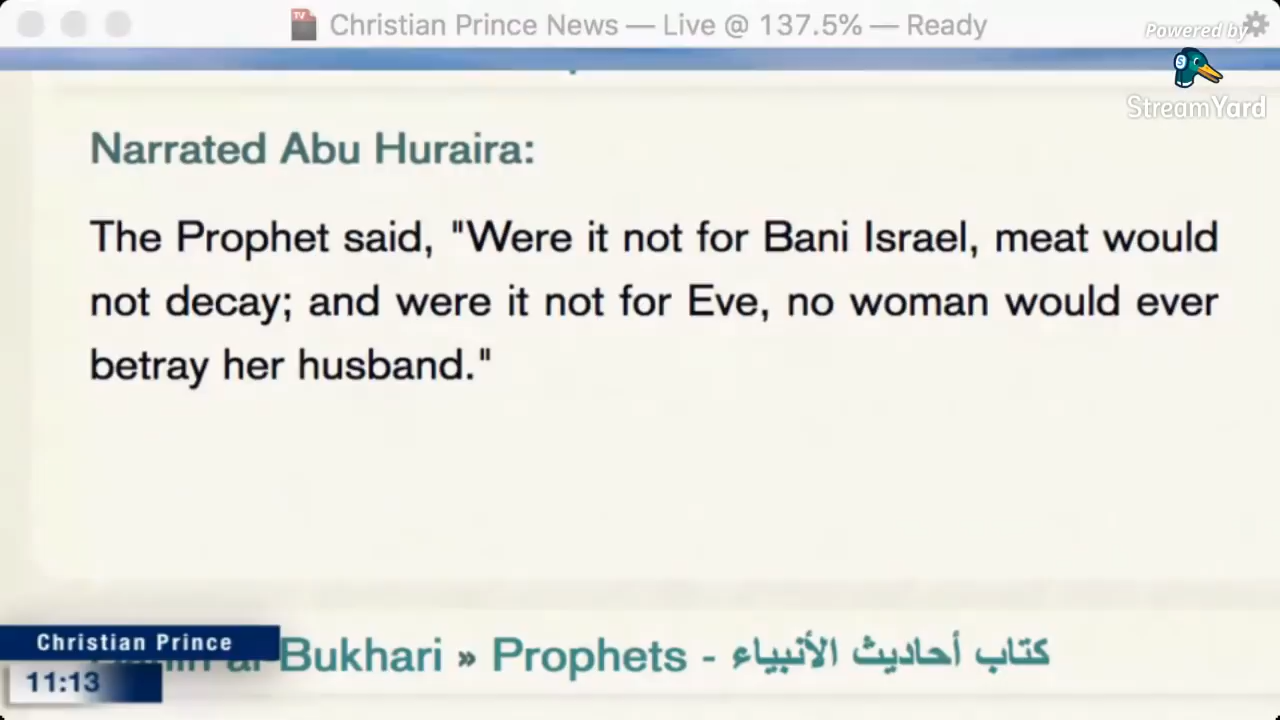 Christian Prince News — Live @ 137.5% — Ready
Powered by
StreamYard
Narrated Abu Huraira:
The Prophet said, "Were it not for Bani Israel, meat would
not decay; and were it not for Eve, no woman would ever
betray her husband."
Bukhari » Prophets - كتاب أحاديث الأنبياء
Christian Prince
11:13